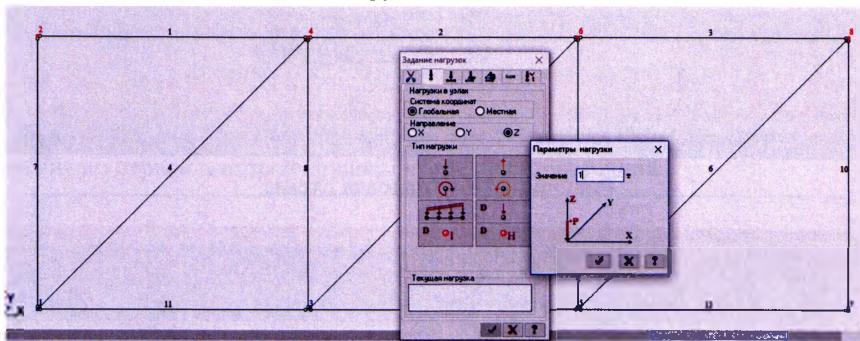 2 1 4 2 6 3 8
Задание нагрузок
Нагрузки в узлах
Система координат
Глобальная Местная
Направление
X Y Z
Тип нагрузки
D
D I D H
Текущая нагрузка
Параметры нагрузки
Значение 1 т
Z
Y
P
X
7 4 8 6 10
1 11 3 5
Y
X